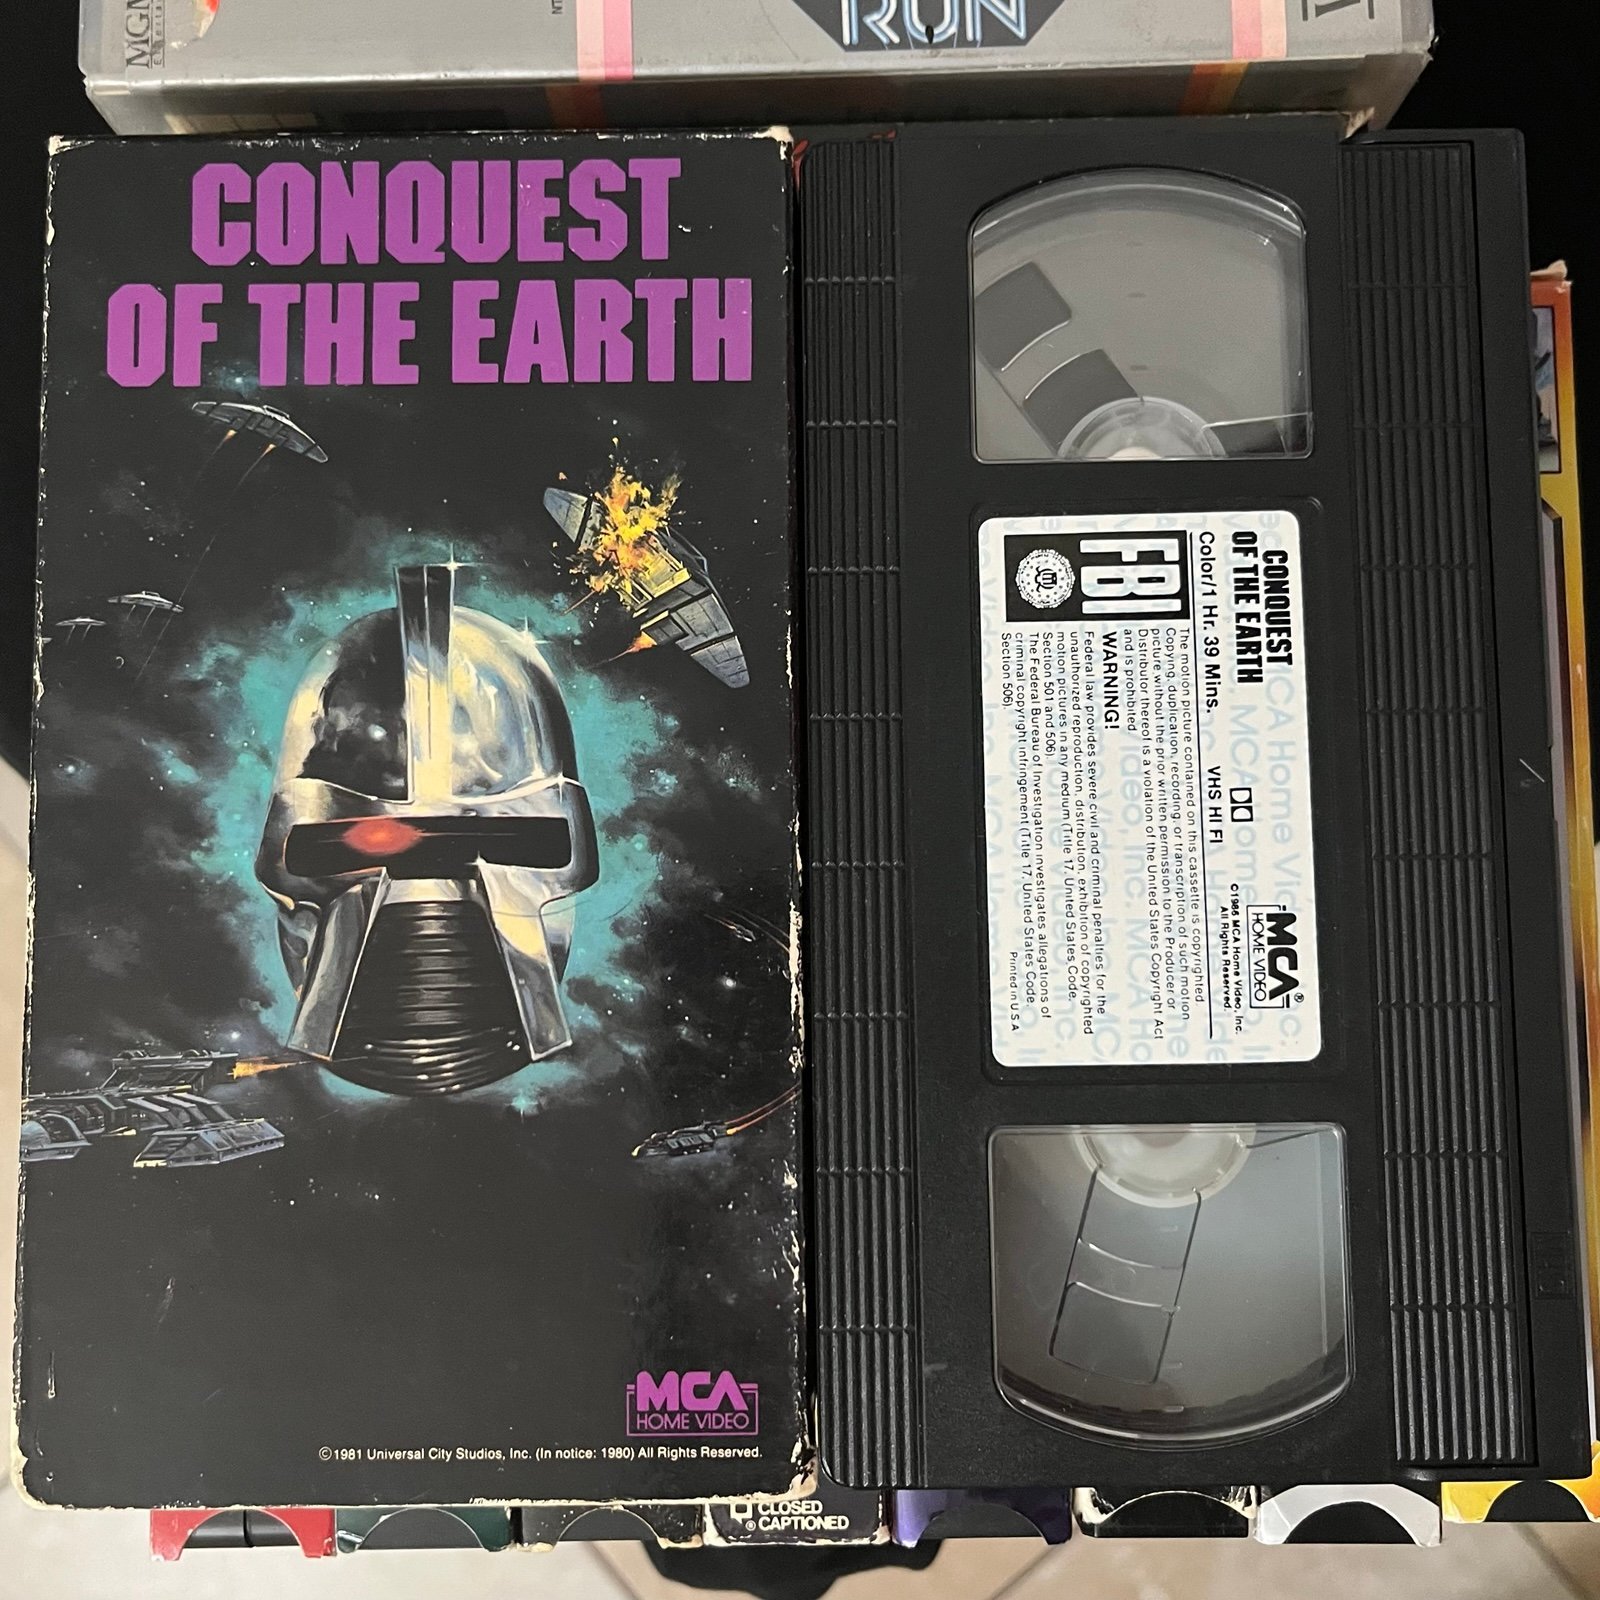 MGM
RUN
CONQUEST
OF THE EARTH
MCA
HOME VIDEO
©1981 Universal City Studios, Inc. (In notice: 1980) All Rights Reserved.
CONQUEST
OF THE EARTH
Color/1 Hr. 39 Mins.
VHS HI FI
MCA®
HOME VIDEO
©1986 MCA Home Video, Inc.
All Rights Reserved.
FBI
The motion picture contained on this cassette is copyrighted.
Copying, duplication, recording, or transcription of such motion
picture without the prior written permission to the Producer or
Distributor thereof is a violation of the United States Copyright Act
and is prohibited
WARNING!
Federal law provides severe civil and criminal penalties for the
unauthorized reproduction, distribution, exhibition of copyrighted
motion pictures in any medium (Title 17, United States Code,
Section 501 and 506).
The Federal Bureau of Investigation investigates allegations of
criminal copyright infringement (Title 17, United States Code,
Section 506).
Printed in U S A
CLOSED
® CAPTIONED